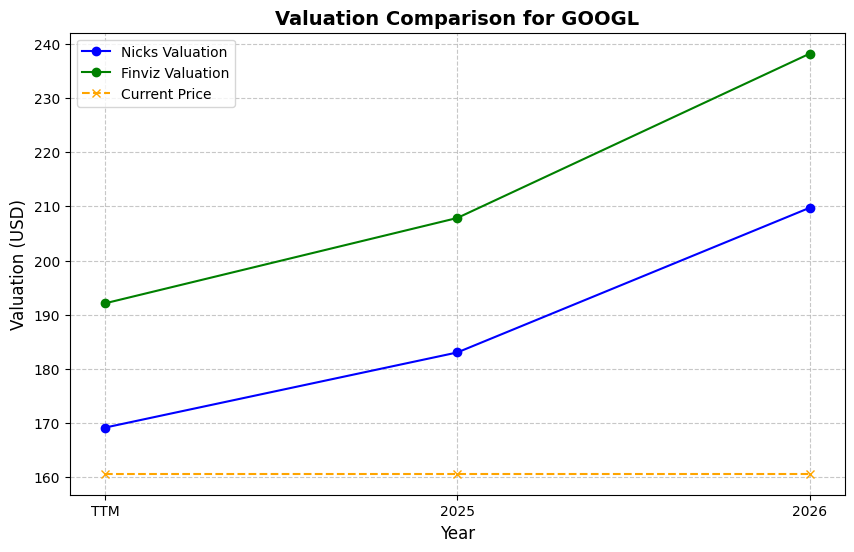 Valuation Comparison for GOOGL
Nicks Valuation
Finviz Valuation
Current Price
Valuation (USD)
240
230
220
210
200
190
180
170
160
TTM
2025
2026
Year